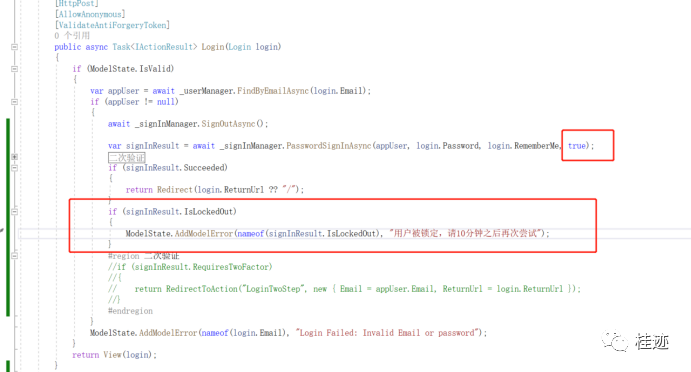 [HttpPost]
[AllowAnonymous]
[ValidateAntiForgeryToken]
0 个引用
public async Task<IActionResult> Login(Login login)
{
if (ModelState.IsValid)
{
var appUser = await _userManager.FindByEmailAsync(login.Email);
if (appUser != null)
{
await _signInManager.SignOutAsync();
var signInResult = await _signInManager.PasswordSignInAsync(appUser, login.Password, login.RememberMe, true);
二次验证
if (signInResult.Succeeded)
{
return Redirect(login.ReturnUrl ?? "/");
}
if (signInResult.IsLockedOut)
{
ModelState.AddModelError(nameof(signInResult.IsLockedOut), "用户被锁定，请10分钟之后再次尝试");
}
#region 二次验证
//if (signInResult.RequiresTwoFactor)
//{
//    return RedirectToAction("LoginTwoStep", new { Email = appUser.Email, ReturnUrl = login.ReturnUrl });
//}
#endregion
}
ModelState.AddModelError(nameof(login.Email), "Login Failed: Invalid Email or password");
}
return View(login);
}
桂迹